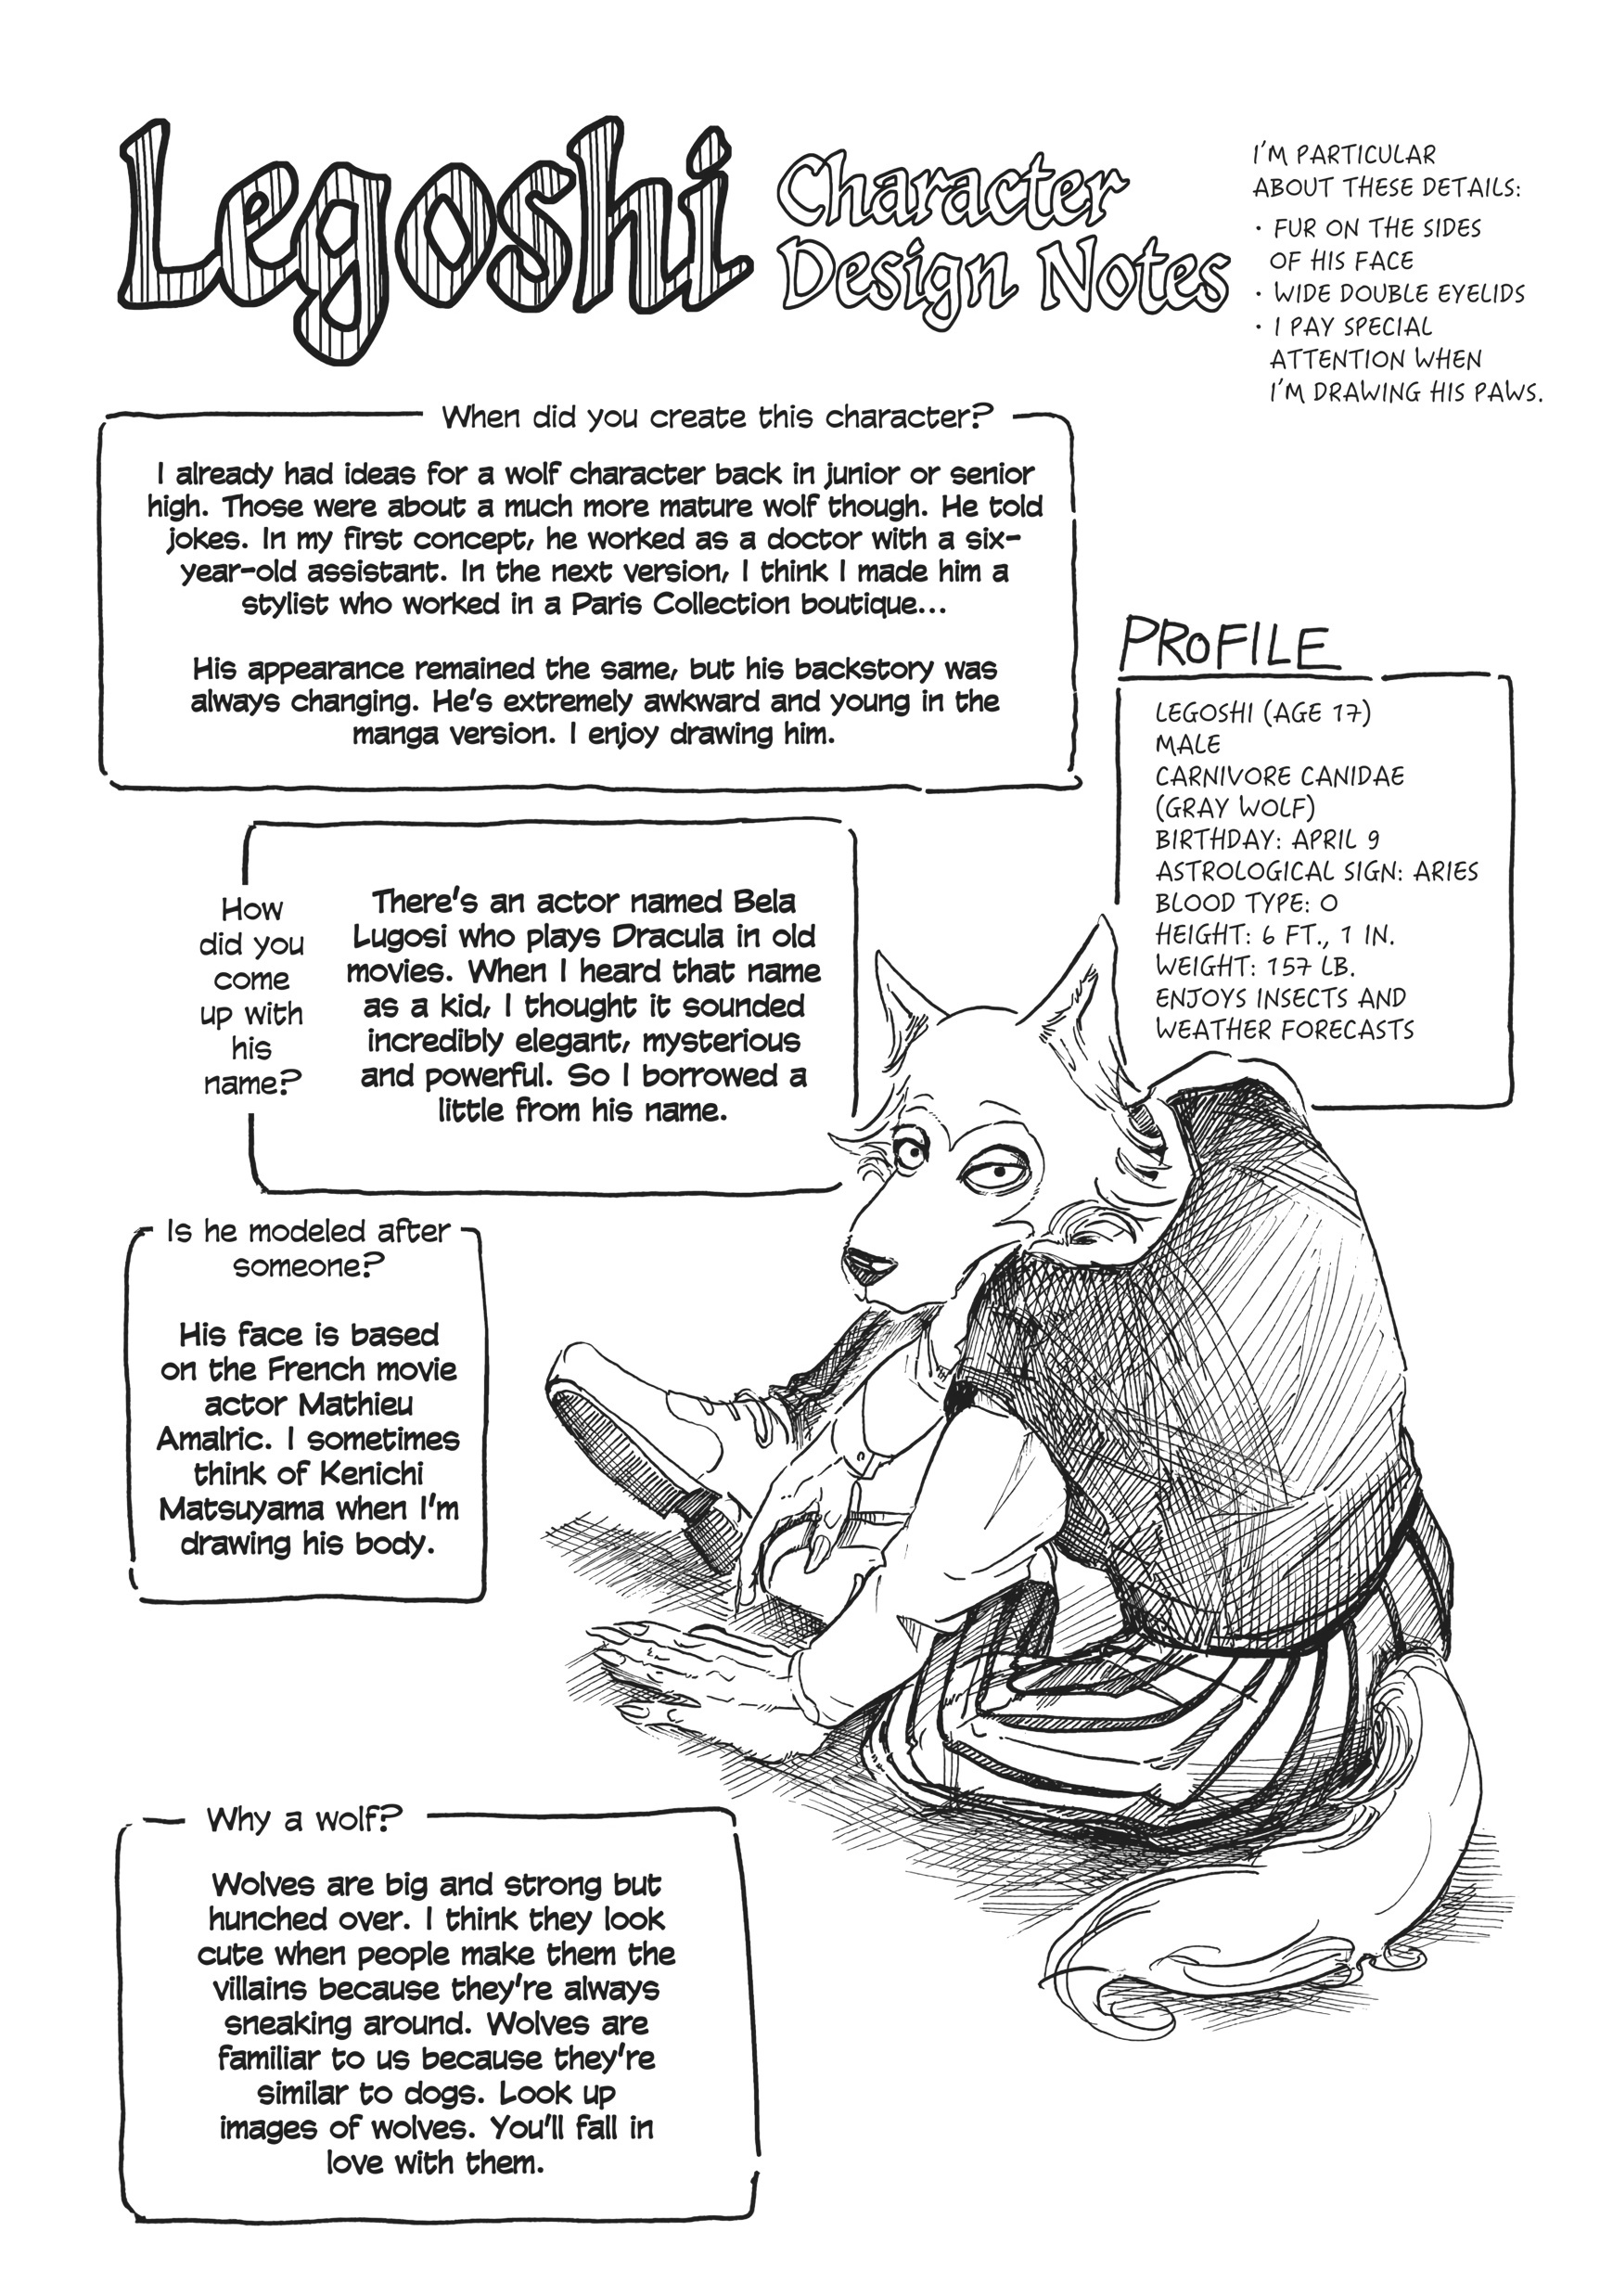 Legoshi
Character
Design Notes
I'M PARTICULAR
ABOUT THESE DETAILS:
· FUR ON THE SIDES
OF HIS FACE
· WIDE DOUBLE EYELIDS
· I PAY SPECIAL
ATTENTION WHEN
I'M DRAWING HIS PAWS.
When did you create this character?
I already had ideas for a wolf character back in junior or senior
high. Those were about a much more mature wolf though. He told
jokes. In my first concept, he worked as a doctor with a six-
year-old assistant. In the next version, I think I made him a
stylist who worked in a Paris Collection boutique...
His appearance remained the same, but his backstory was
always changing. He's extremely awkward and young in the
manga version. I enjoy drawing him.
PROFILE
LEGOSHI (AGE 17)
MALE
CARNIVORE CANIDAE
(GRAY WOLF)
BIRTHDAY: APRIL 9
ASTROLOGICAL SIGN: ARIES
BLOOD TYPE: O
HEIGHT: 6 FT., 1 IN.
WEIGHT: 157 LB.
ENJOYS INSECTS AND
WEATHER FORECASTS
How
did you
come
up with
his
name?
There's an actor named Bela
Lugosi who plays Dracula in old
movies. When I heard that name
as a kid, I thought it sounded
incredibly elegant, mysterious
and powerful. So I borrowed a
little from his name.
Is he modeled after
someone?
His face is based
on the French movie
actor Mathieu
Amalric. I sometimes
think of Kenichi
Matsuyama when I'm
drawing his body.
Why a wolf?
Wolves are big and strong but
hunched over. I think they look
cute when people make them the
villains because they're always
sneaking around. Wolves are
familiar to us because they're
similar to dogs. Look up
images of wolves. You'll fall in
love with them.